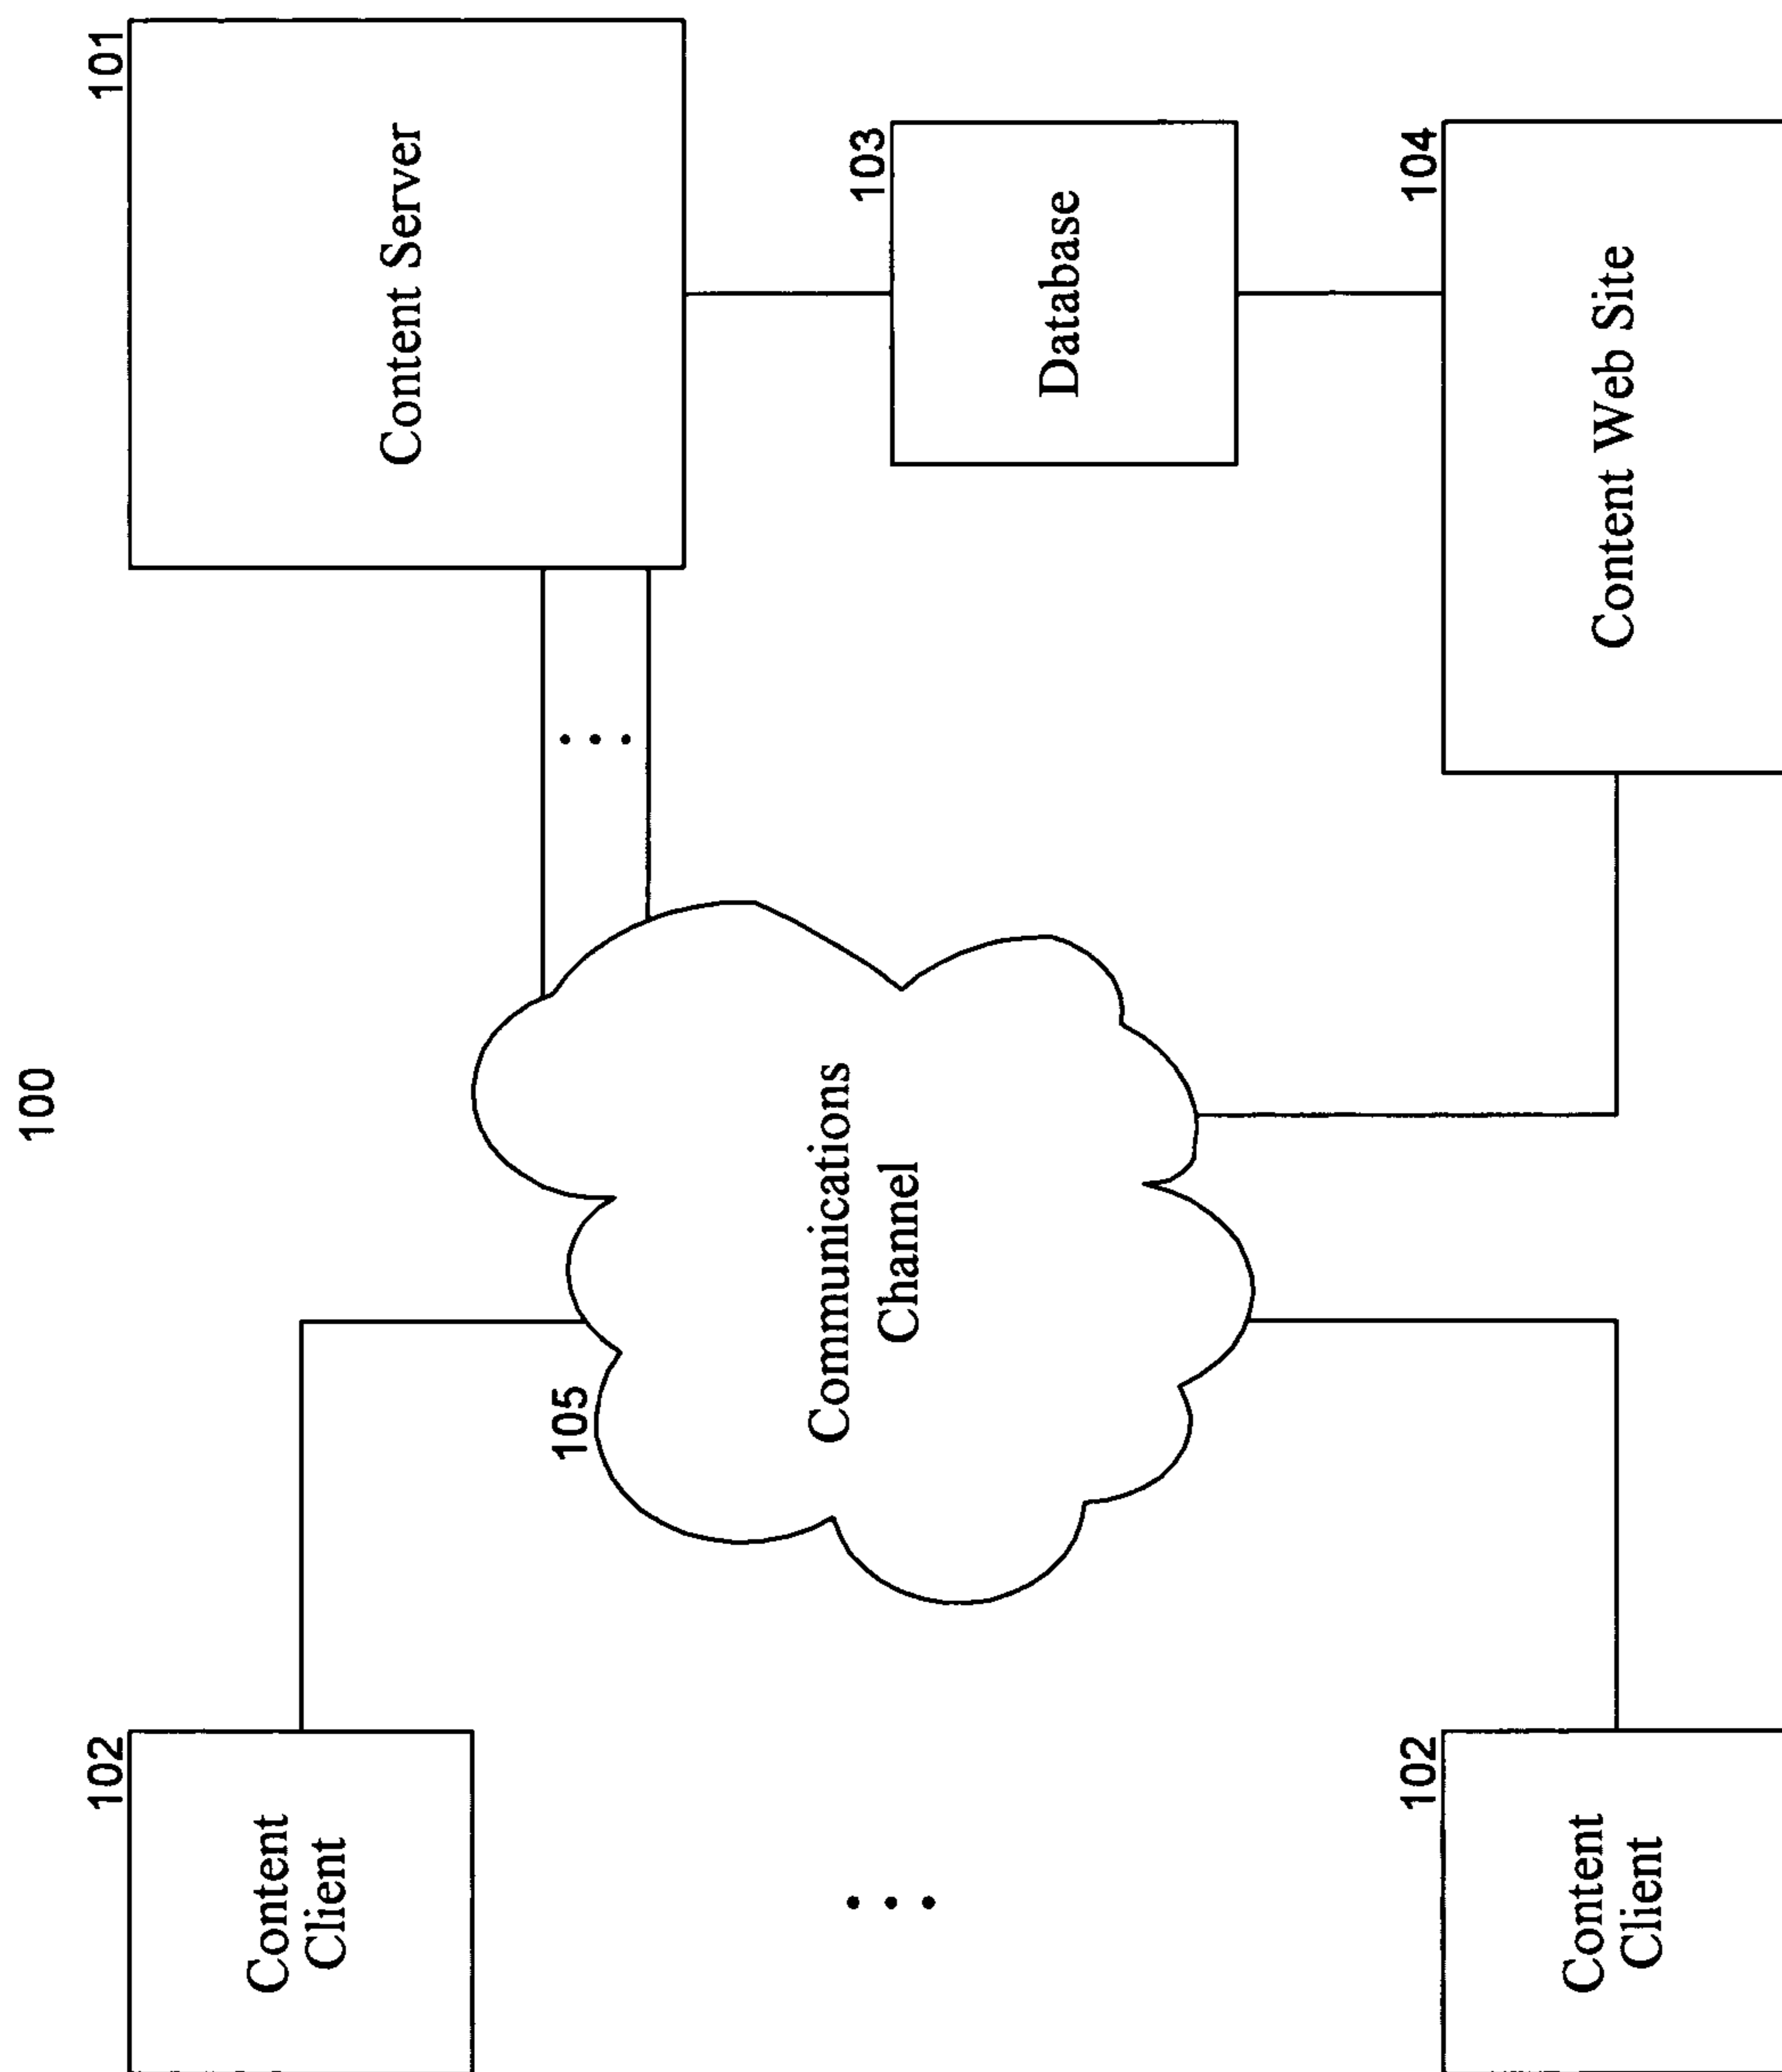 100
102
Content
Client
105
Communications
Channel
101
Content Server
103
Database
104
Content Web Site
102
Content
Client